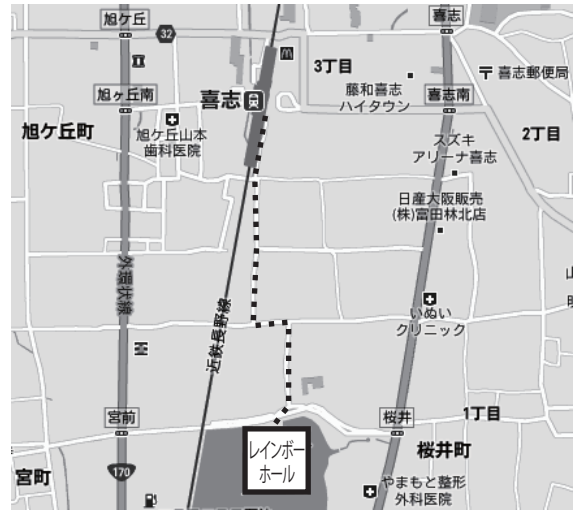 旭ケ丘
32
喜志
3丁目
〒喜志郵便局
藤和喜志
ハイタウン
旭ヶ丘南
喜志
喜志南
旭ケ丘町
旭ケ丘山本
歯科医院
2丁目
スズキ
アリーナ喜志
日産大阪販売
(株)富田林北店
外環状線
近鉄長野線
いぬい
クリニック
宮前
桜井
1丁目
レインボー
ホール
桜井町
宮町
170
やまもと整形
外科医院